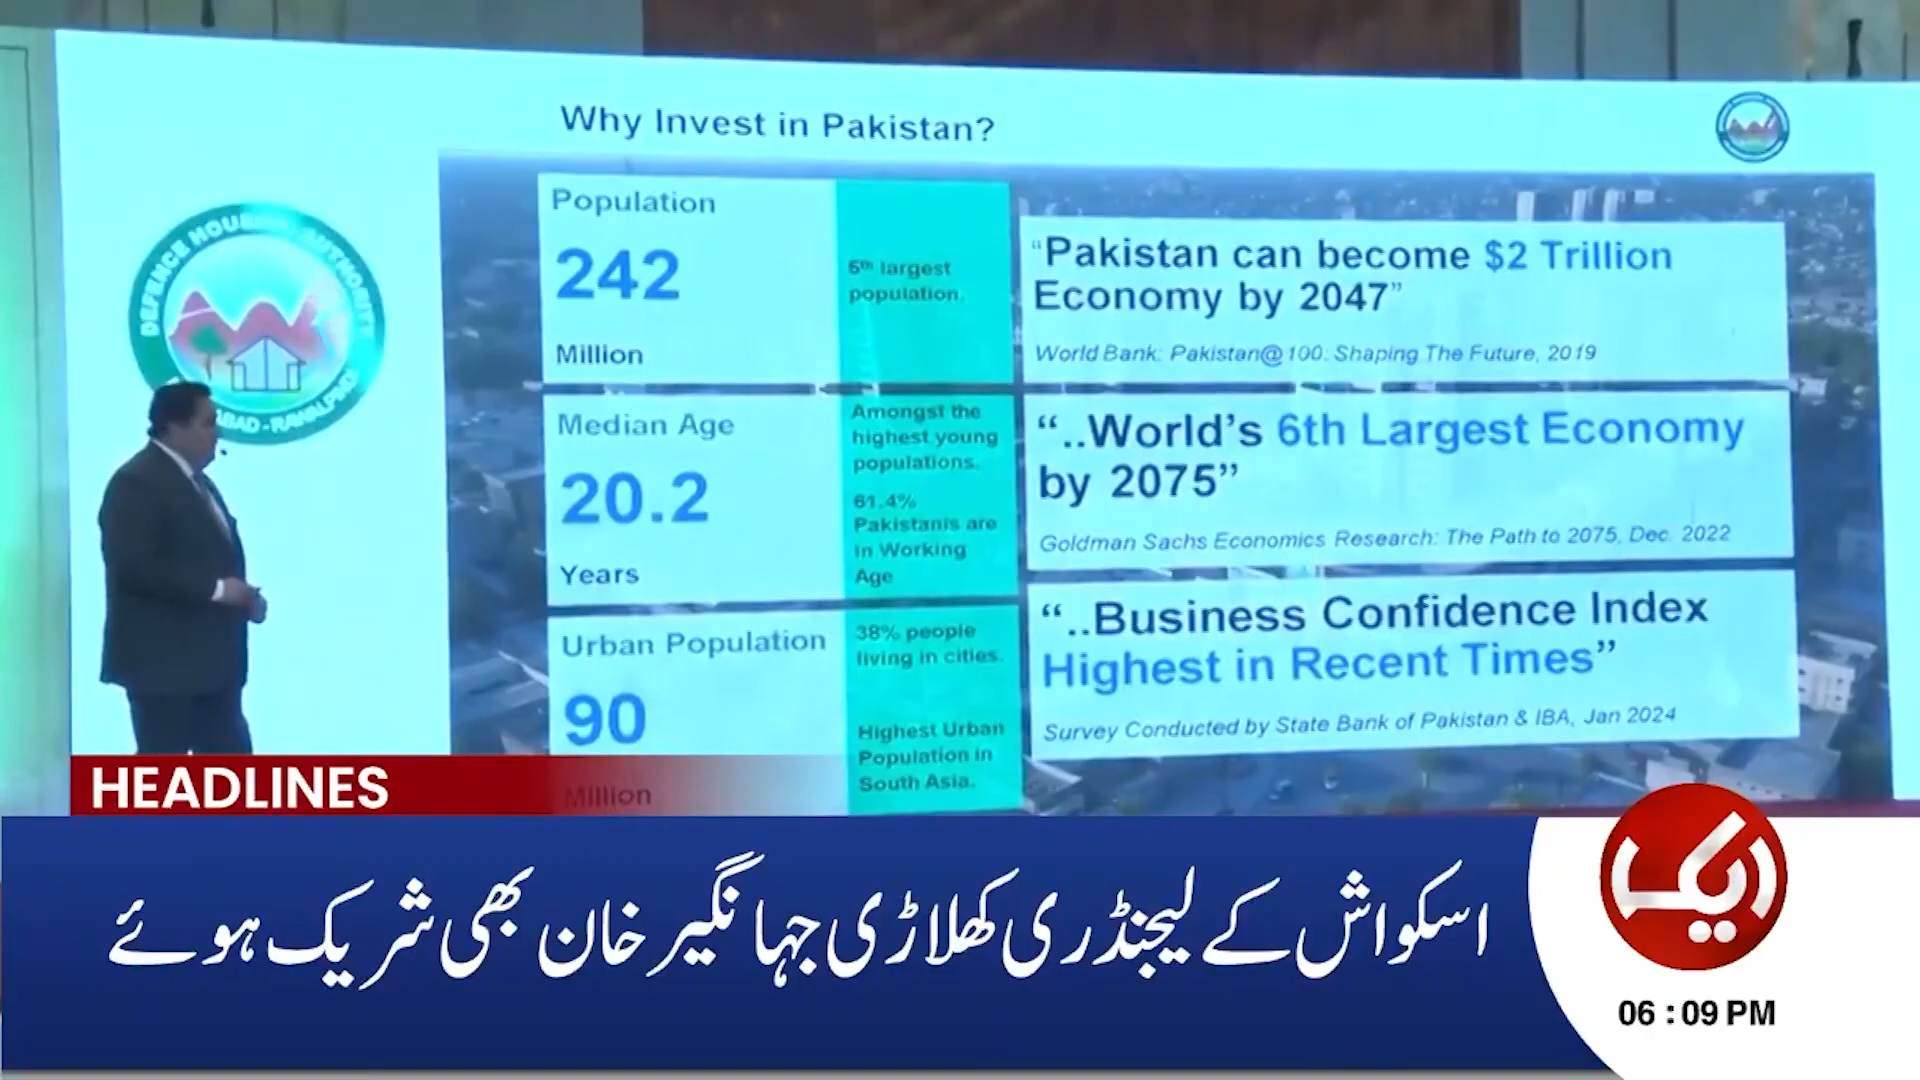 Why Invest in Pakistan?
DEFENCE HOUSING AUTHORITY
Population
242
Million
6th largest
population.
"Pakistan can become $2 Trillion
Economy by 2047"
World Bank: Pakistan@100: Shaping The Future, 2019
Median Age
20.2
Years
Amongst the
highest young
populations.
61.4%
Pakistanis are
in Working
Age
"..World's 6th Largest Economy
by 2075"
Goldman Sachs Economics Research: The Path to 2075, Dec. 2022
Urban Population
90
Million
38% people
living in cities.
Highest Urban
Population in
South Asia.
"..Business Confidence Index
Highest in Recent Times"
Survey Conducted by State Bank of Pakistan & IBA, Jan 2024
HEADLINES
اسکواش کے لیجنڈری کھلاڑی جہانگیر خان بھی شریک ہوئے
ایک
06:09 PM